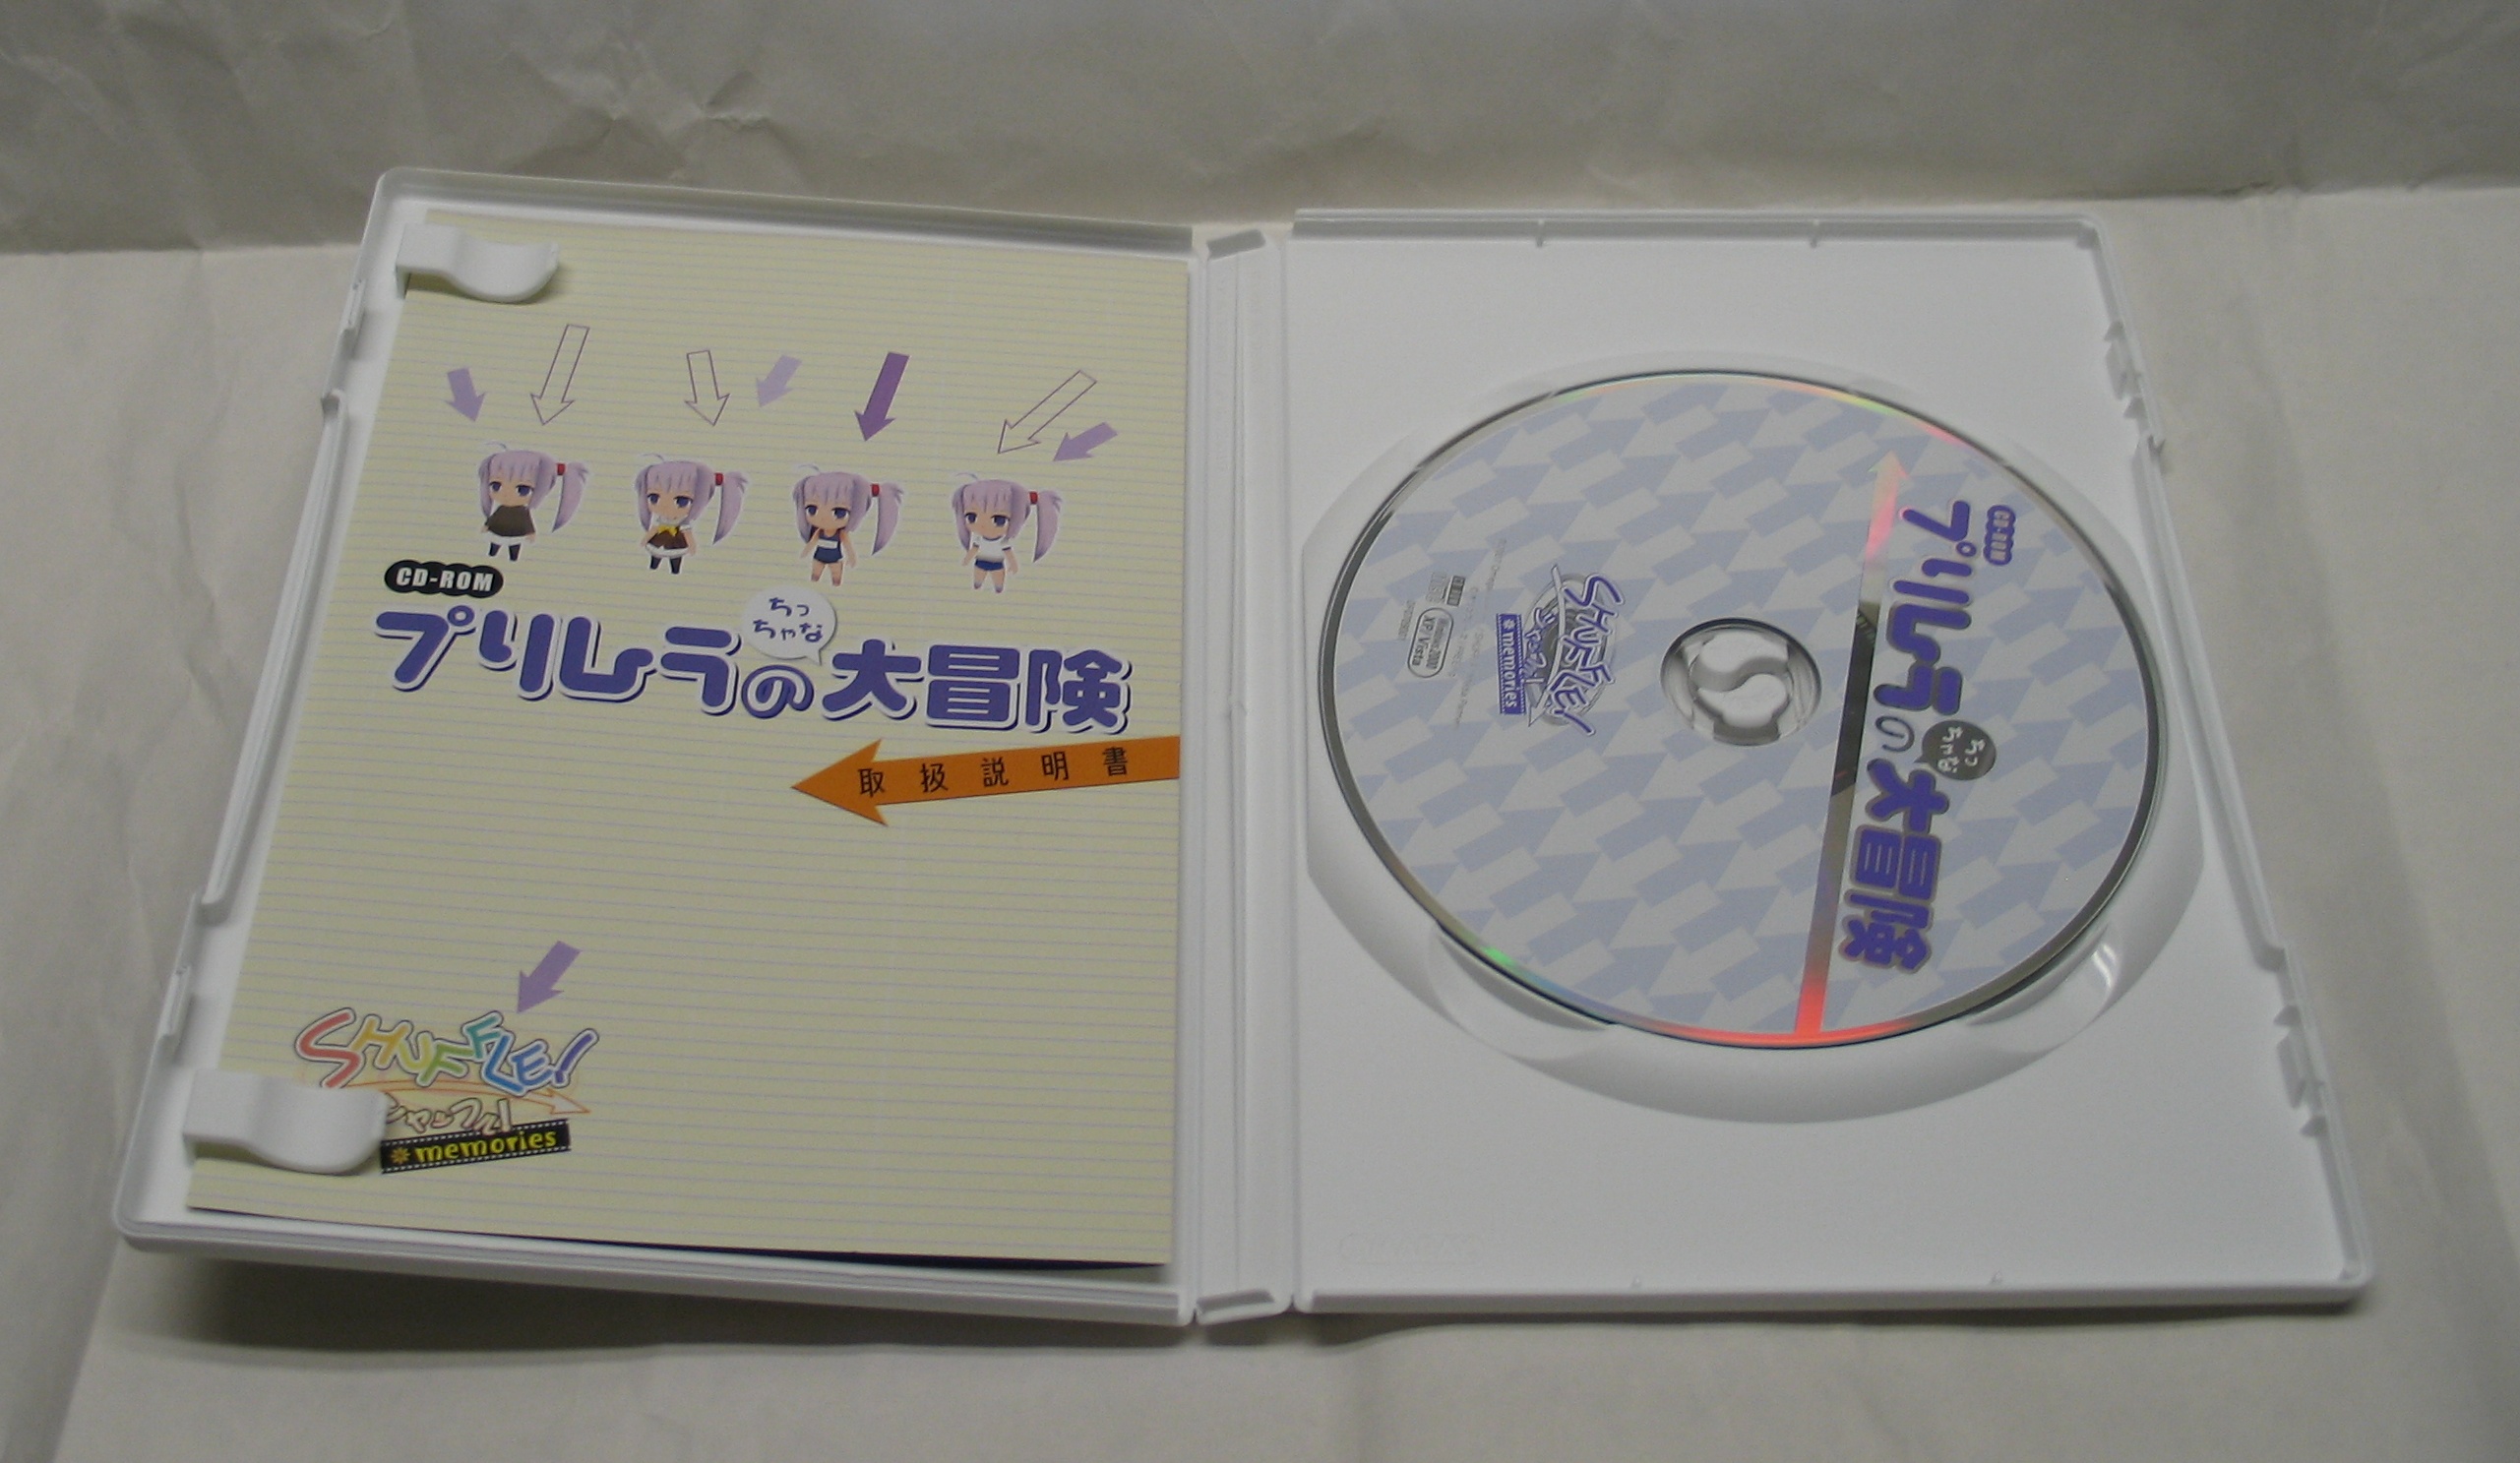 CD-ROM
プリムラのちっちゃな大冒険
取扱説明書
SHUFFLE!
memories
CD-ROM
プリムラのちっちゃな大冒険
SHUFFLE!
シャッフル!
memories
XP Vista